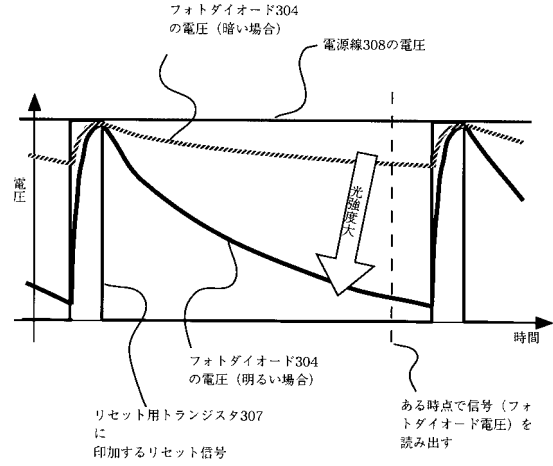 フォトダイオード304
の電圧（暗い場合）
電源線308の電圧
電圧
光強度大
時間
フォトダイオード304
の電圧（明るい場合）
リセット用トランジスタ307
に
印加するリセット信号
ある時点で信号（フォ
トダイオード電圧）を
読み出す